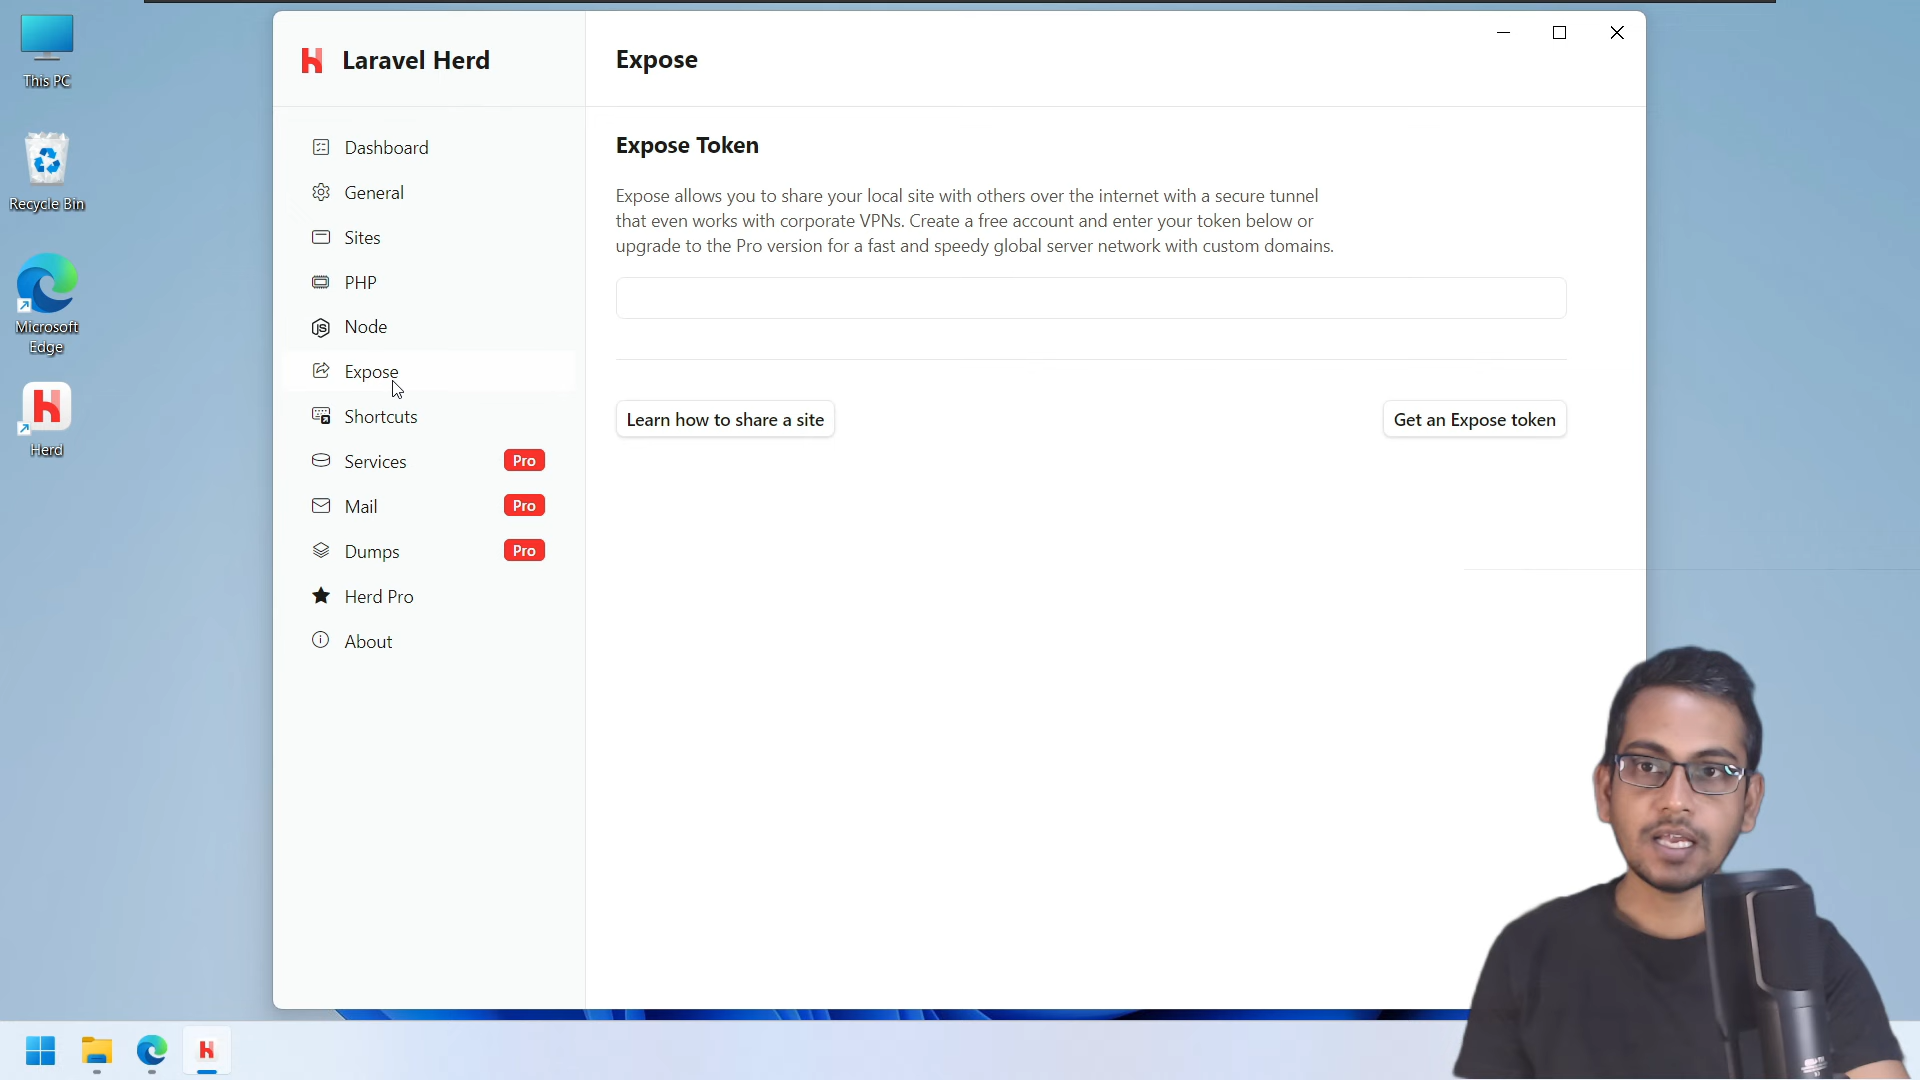 This PC
Recycle Bin
Microsoft
Edge
Herd
Laravel Herd
Dashboard
General
Sites
PHP
Node
Expose
Shortcuts
Services Pro
Mail Pro
Dumps Pro
Herd Pro
About
Expose
Expose Token
Expose allows you to share your local site with others over the internet with a secure tunnel
that even works with corporate VPNs. Create a free account and enter your token below or
upgrade to the Pro version for a fast and speedy global server network with custom domains.
Learn how to share a site
Get an Expose token